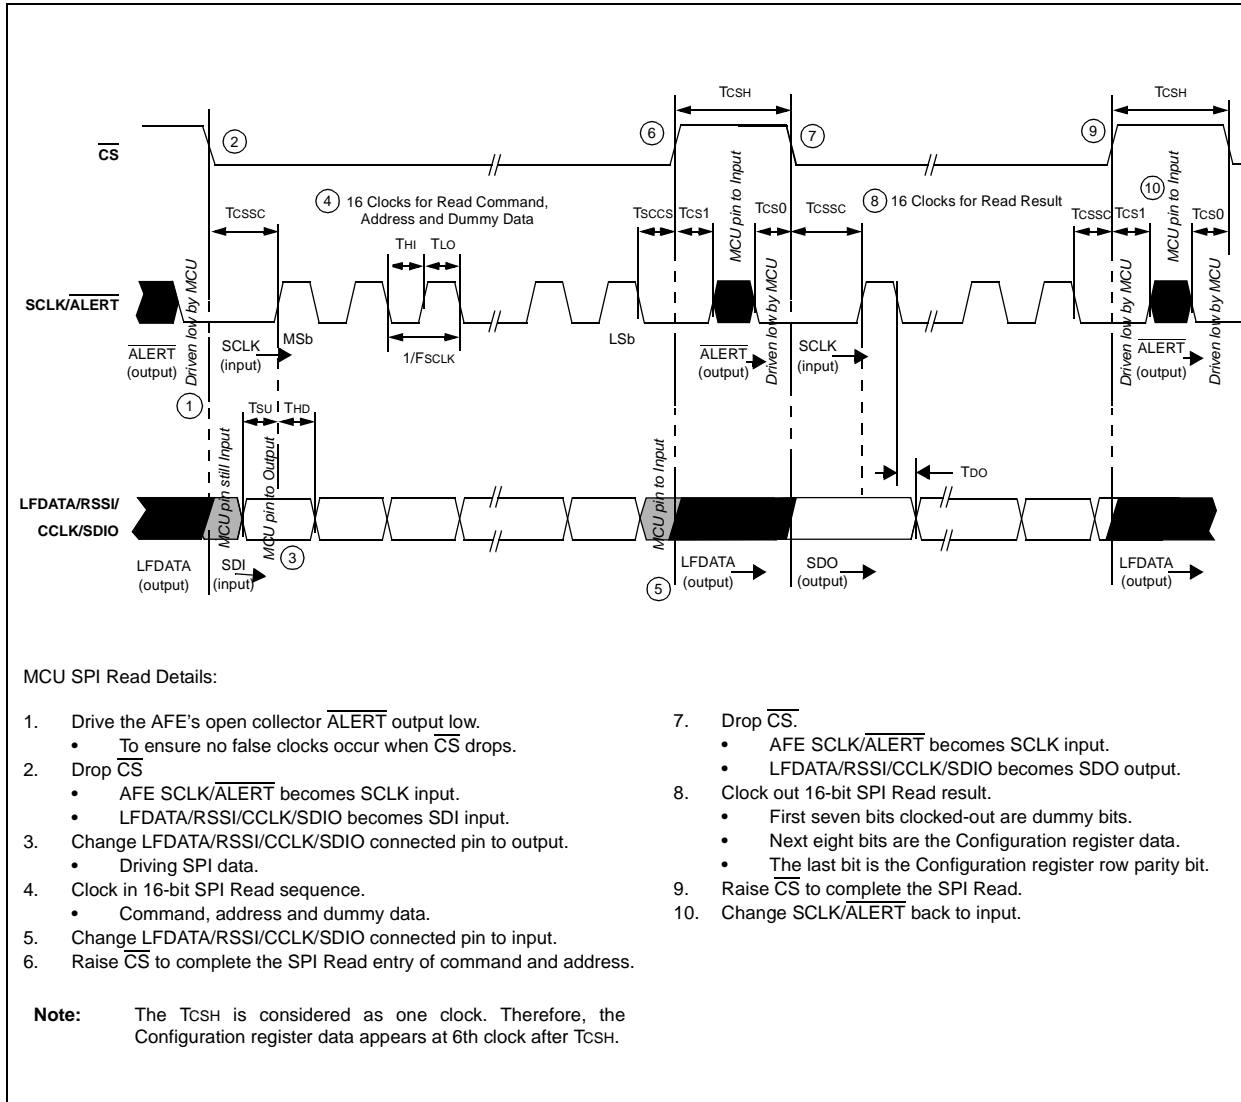 TCSH
TCSH
CS
2
6
7
9
10
4 16 Clocks for Read Command,
Address and Dummy Data
8 16 Clocks for Read Result
MCU pin to Input
MCU pin to Input
TCSSC
THI
TLO
TSCCS
TCS1
TCS0
TCSSC
TCSSC
TCS1
TCS0
SCLK/ALERT
Driven low by MCU
Driven low by MCU
Driven low by MCU
Driven low by MCU
ALERT
(output)
SCLK
(input)
MSb
1/FSCLK
LSb
ALERT
(output)
SCLK
(input)
ALERT
(output)
1
TSU
THD
MCU pin still Input
MCU pin to Output
MCU pin to Input
TDO
LFDATA/RSSI/
CCLK/SDIO
LFDATA
(output)
SDI
(input)
3
5
LFDATA
(output)
SDO
(output)
LFDATA
(output)
MCU SPI Read Details:
1. Drive the AFE's open collector ALERT output low.
• To ensure no false clocks occur when CS drops.
2. Drop CS
• AFE SCLK/ALERT becomes SCLK input.
• LFDATA/RSSI/CCLK/SDIO becomes SDI input.
3. Change LFDATA/RSSI/CCLK/SDIO connected pin to output.
• Driving SPI data.
4. Clock in 16-bit SPI Read sequence.
• Command, address and dummy data.
5. Change LFDATA/RSSI/CCLK/SDIO connected pin to input.
6. Raise CS to complete the SPI Read entry of command and address.
7. Drop CS.
• AFE SCLK/ALERT becomes SCLK input.
• LFDATA/RSSI/CCLK/SDIO becomes SDO output.
8. Clock out 16-bit SPI Read result.
• First seven bits clocked-out are dummy bits.
• Next eight bits are the Configuration register data.
• The last bit is the Configuration register row parity bit.
9. Raise CS to complete the SPI Read.
10. Change SCLK/ALERT back to input.
Note: The TCSH is considered as one clock. Therefore, the
Configuration register data appears at 6th clock after TCSH.